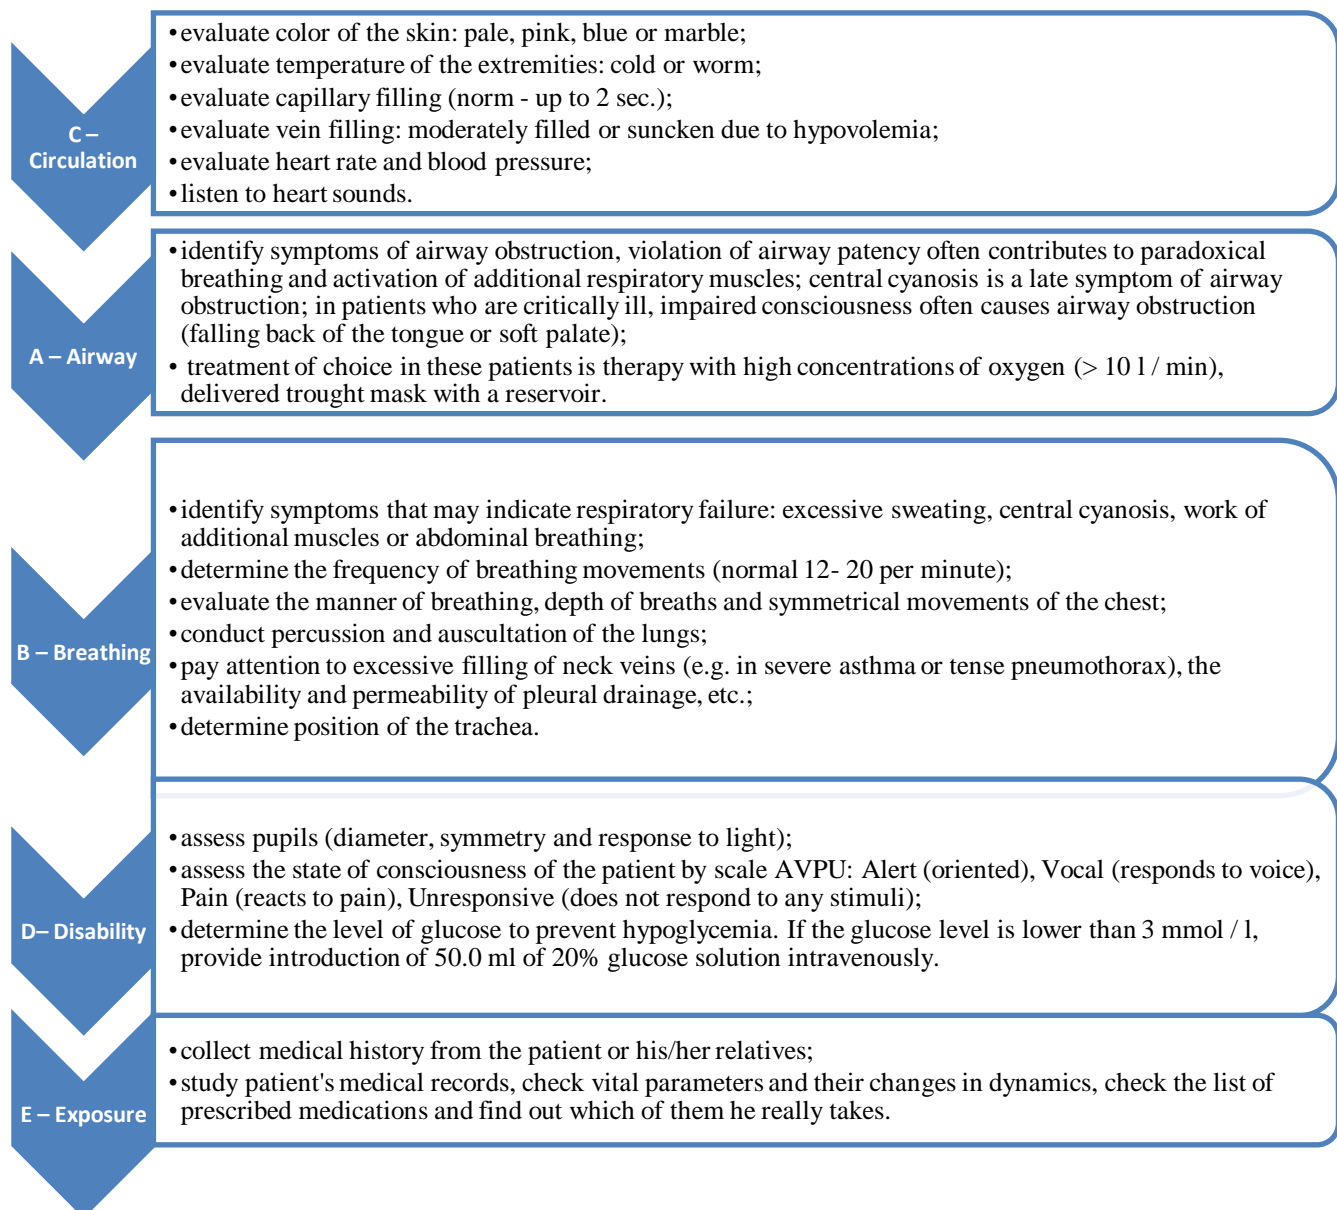 C –
Circulation
•evaluate color of the skin: pale, pink, blue or marble;
•evaluate temperature of the extremities: cold or worm;
•evaluate capillary filling (norm - up to 2 sec.);
•evaluate vein filling: moderately filled or suncken due to hypovolemia;
•evaluate heart rate and blood pressure;
•listen to heart sounds.
A – Airway
•identify symptoms of airway obstruction, violation of airway patency often contributes to paradoxical
breathing and activation of additional respiratory muscles; central cyanosis is a late symptom of airway
obstruction; in patients who are critically ill, impaired consciousness often causes airway obstruction
(falling back of the tongue or soft palate);
• treatment of choice in these patients is therapy with high concentrations of oxygen (> 10 l / min),
delivered trought mask with a reservoir.
B – Breathing
•identify symptoms that may indicate respiratory failure: excessive sweating, central cyanosis, work of
additional muscles or abdominal breathing;
•determine the frequency of breathing movements (normal 12- 20 per minute);
•evaluate the manner of breathing, depth of breaths and symmetrical movements of the chest;
•conduct percussion and auscultation of the lungs;
•pay attention to excessive filling of neck veins (e.g. in severe asthma or tense pneumothorax), the
availability and permeability of pleural drainage, etc.;
•determine position of the trachea.
D– Disability
•assess pupils (diameter, symmetry and response to light);
•assess the state of consciousness of the patient by scale AVPU: Alert (oriented), Vocal (responds to voice),
Pain (reacts to pain), Unresponsive (does not respond to any stimuli);
•determine the level of glucose to prevent hypoglycemia. If the glucose level is lower than 3 mmol / l,
provide introduction of 50.0 ml of 20% glucose solution intravenously.
E – Exposure
•collect medical history from the patient or his/her relatives;
•study patient's medical records, check vital parameters and their changes in dynamics, check the list of
prescribed medications and find out which of them he really takes.